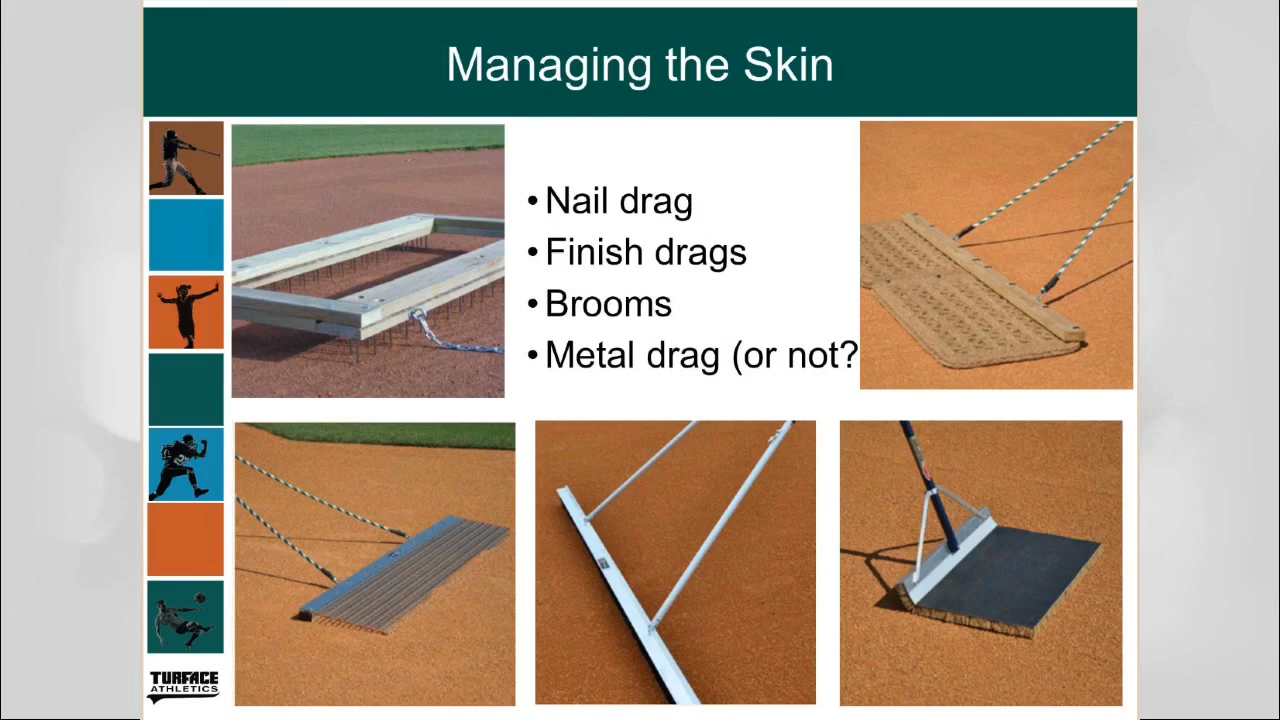 Managing the Skin
• Nail drag
• Finish drags
• Brooms
• Metal drag (or not?
TURFACE
ATHLETICS